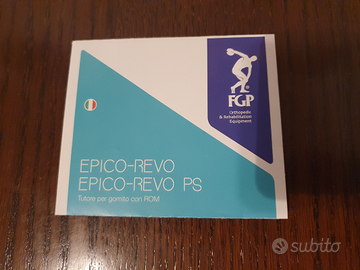 FGP
Orthopedic
& Rehabilitation
Equipment
EPICO-REVO
EPICO-REVO PS
Tutore per gomito con ROM
subito